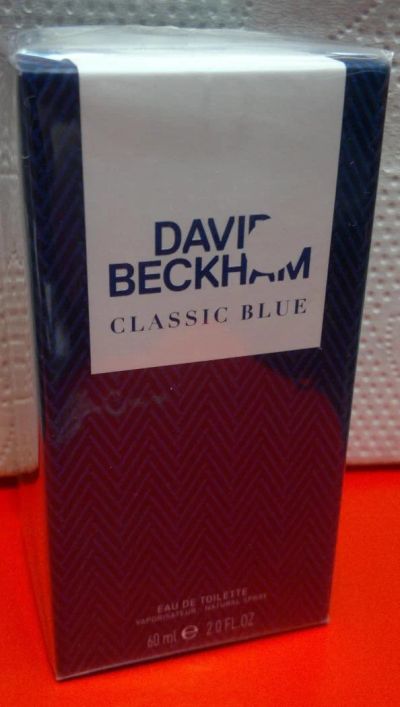 DAVID
BECKHAM
CLASSIC BLUE
EAU DE TOILETTE
VAPORISATEUR · NATURAL SPRAY
60 ml e 2.0 FL.OZ